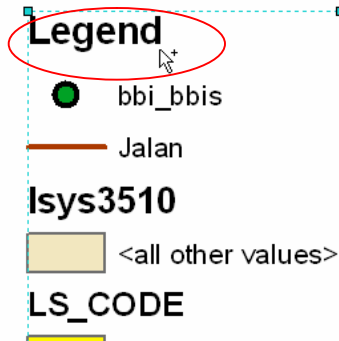 Legend
bbi_bbis
Jalan
lsys3510
<all other values>
LS_CODE